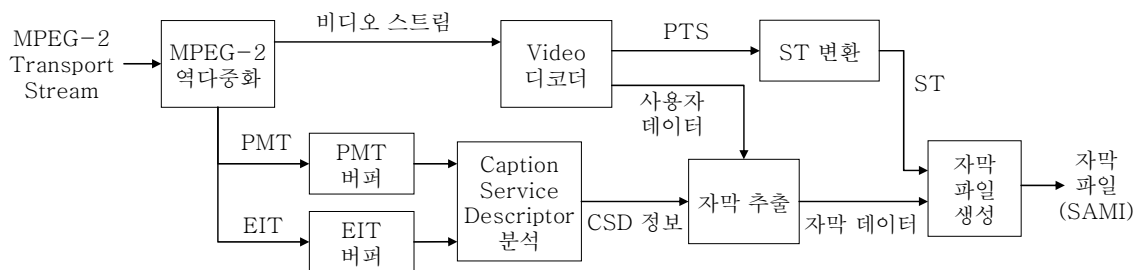 MPEG-2
Transport
Stream
MPEG-2
역다중화
비디오 스트림
Video
디코더
PTS
ST 변환
ST
사용자
데이터
PMT
PMT
버퍼
EIT
EIT
버퍼
Caption
Service
Descriptor
분석
CSD 정보
자막 추출
자막 데이터
자막
파일
생성
자막
파일
(SAMI)